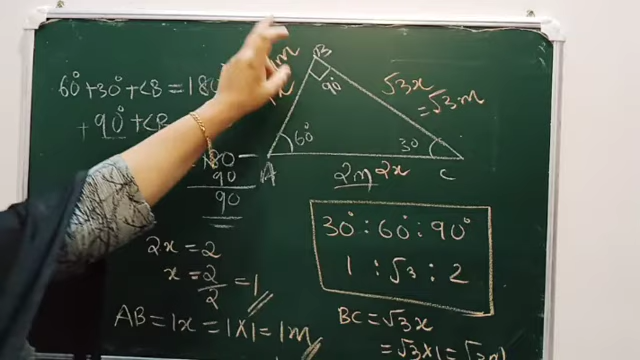 60°+30°+<B = 180
+ 90° + <B
180 –
90
90
2x = 2
x = 2/2 = 1
AB = 1x = 1×1 = 1m
m
B
90°
√3x
= √3 m
60°
30
A
2m 2x
C
30° : 60° : 90°
1 : √3 : 2
BC = √3x
= √3×1 = √3m